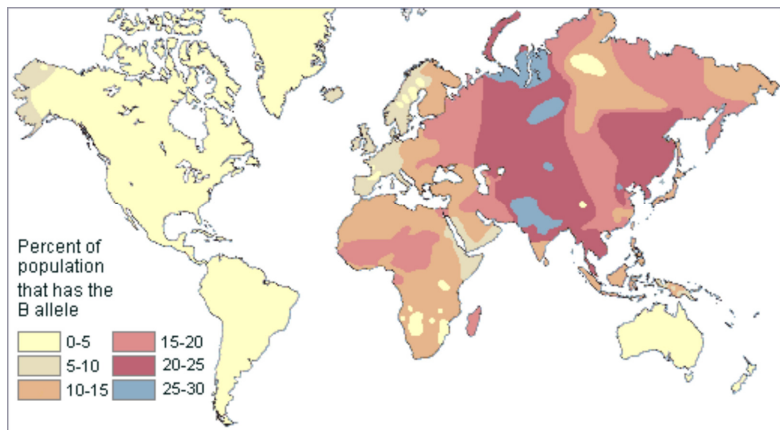 Percent of
population
that has the
B allele
0-5
5-10
10-15
15-20
20-25
25-30